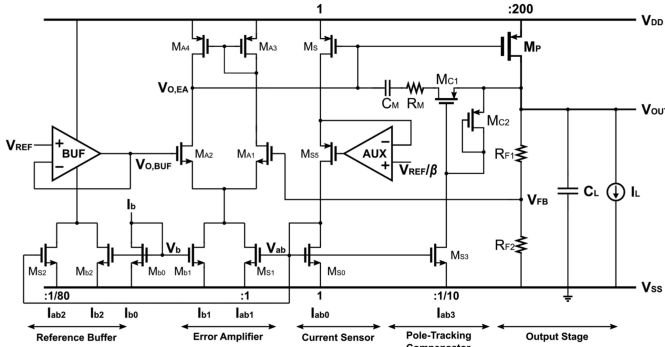 1 :200
VDD
MA4 MA3 MS MP
VO,EA CM RM MC1
MC2
VOUT
VREF + - BUF VO,BUF MA2 MA1 MS5 AUX - + VREF/β RF1 CL IL
VFB
Ib Vb Vab RF2
MS2 Mb2 Mb0 Mb1 MS1 MS0 MS3
VSS
:1/80 :1 1 :1/10
Iab2 Ib2 Ib0 Ib1 Iab1 Iab0 Iab3
Reference Buffer Error Amplifier Current Sensor Pole-Tracking Output Stage